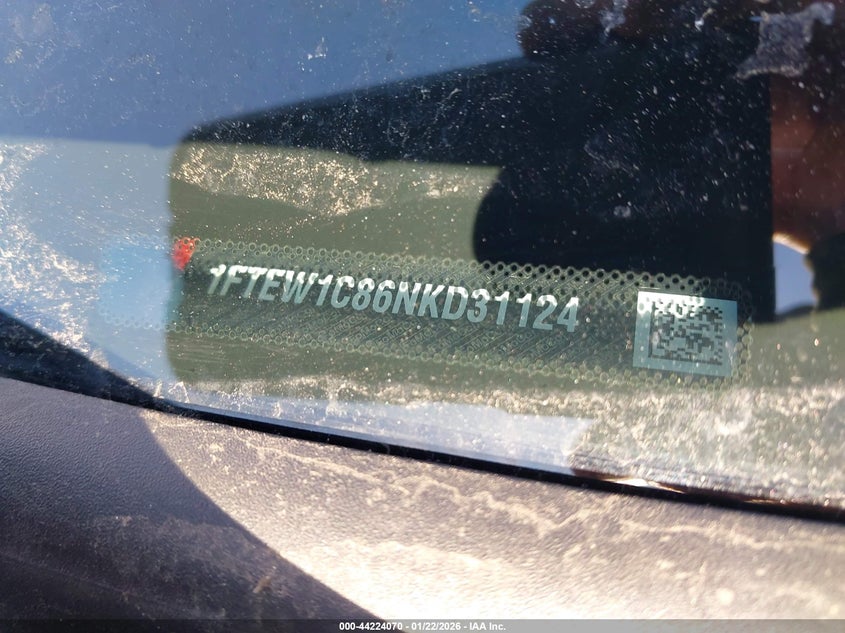 1FTEW1C86NKD31124
000-44224070 - 01/22/2026 - IAA Inc.